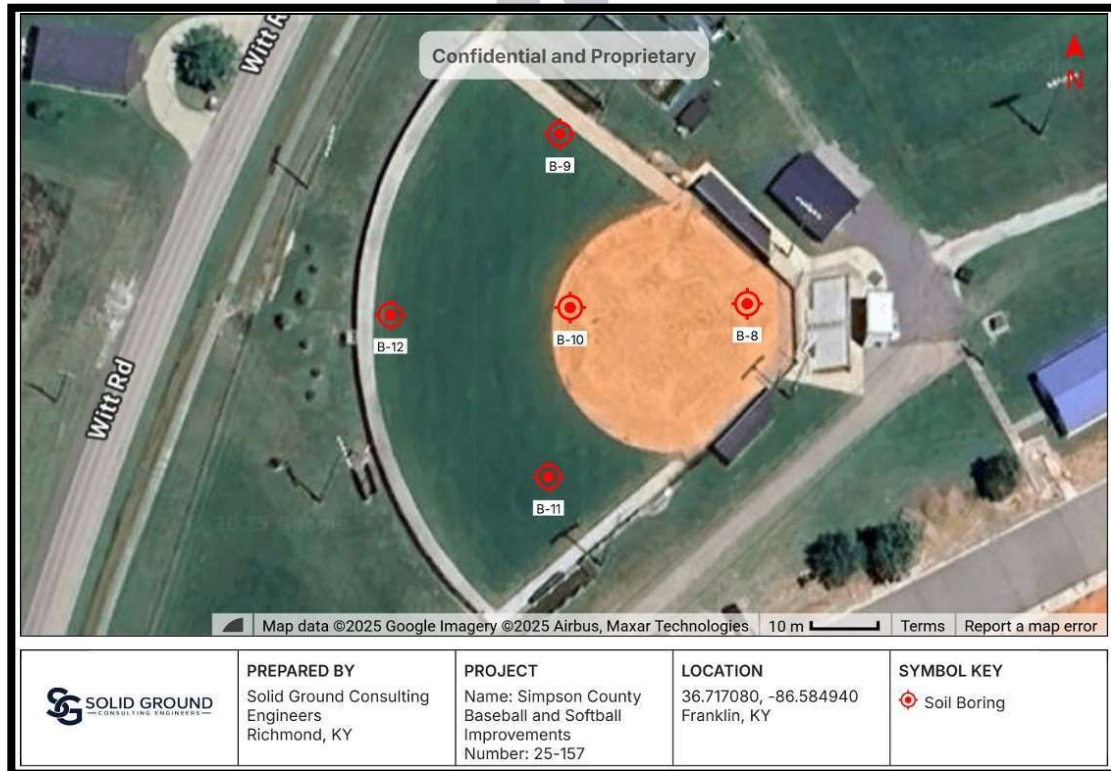 Witt R
Confidential and Proprietary
N
B-9
B-12
B-10
B-8
Witt Rd
B-11
Map data ©2025 Google Imagery ©2025 Airbus, Maxar Technologies
10 m
Terms
Report a map error
SG SOLID GROUND
CONSULTING ENGINEERS
PREPARED BY
Solid Ground Consulting
Engineers
Richmond, KY
PROJECT
Name: Simpson County
Baseball and Softball
Improvements
Number: 25-157
LOCATION
36.717080, -86.584940
Franklin, KY
SYMBOL KEY
Soil Boring